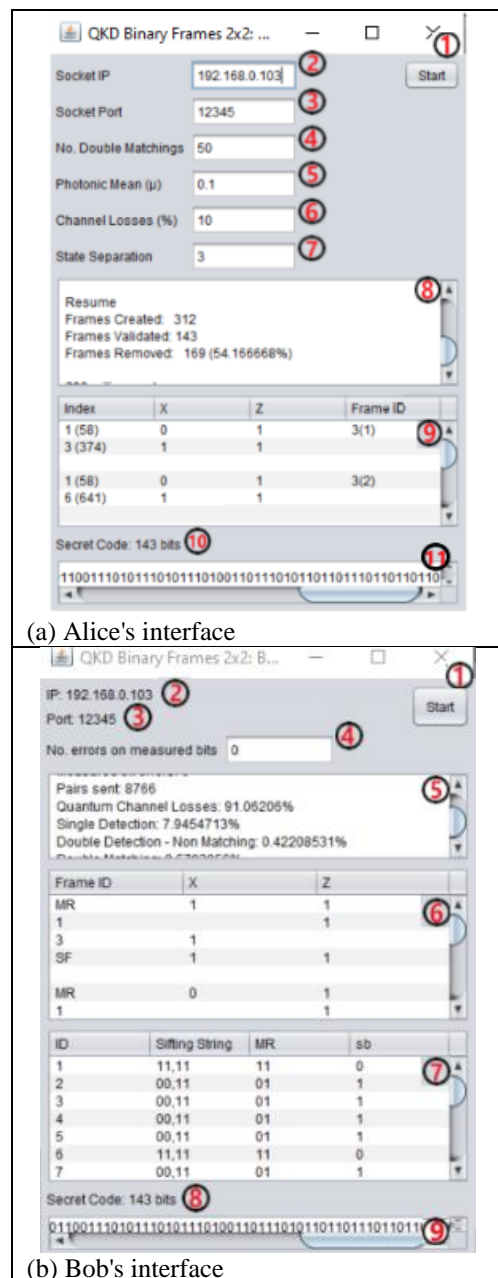 QKD Binary Frames 2x2: ...
1
Socket IP 192.168.0.103 2 Start
Socket Port 12345 3
No. Double Matchings 50 4
Photonic Mean (μ) 0.1 5
Channel Losses (%) 10 6
State Separation 3 7
8
Resume
Frames Created: 312
Frames Validated: 143
Frames Removed: 169 (54.166668%)
Index X Z Frame ID
1 (58) 0 1 3(1) 9
3 (374) 1 1
1 (58) 0 1 3(2)
6 (641) 1 1
Secret Code: 143 bits 10
11
(a) Alice's interface
QKD Binary Frames 2x2: B...
1
IP: 192.168.0.103 2 Start
Port: 12345 3
No. errors on measured bits 0 4
Pairs sent: 8766 5
Quantum Channel Losses: 91.06206%
Single Detection: 7.9454713%
Double Detection - Non Matching: 0.42208531%
Frame ID X Z
MR 1 1 6
1 1
3 1
SF 1 1
MR 0 1
1 1
ID Sifting String MR sb
1 11,11 11 0 7
2 00,11 01 1
3 00,11 01 1
4 00,11 01 1
5 00,11 01 1
6 11,11 11 0
7 00,11 01 1
Secret Code: 143 bits 8
9
(b) Bob's interface